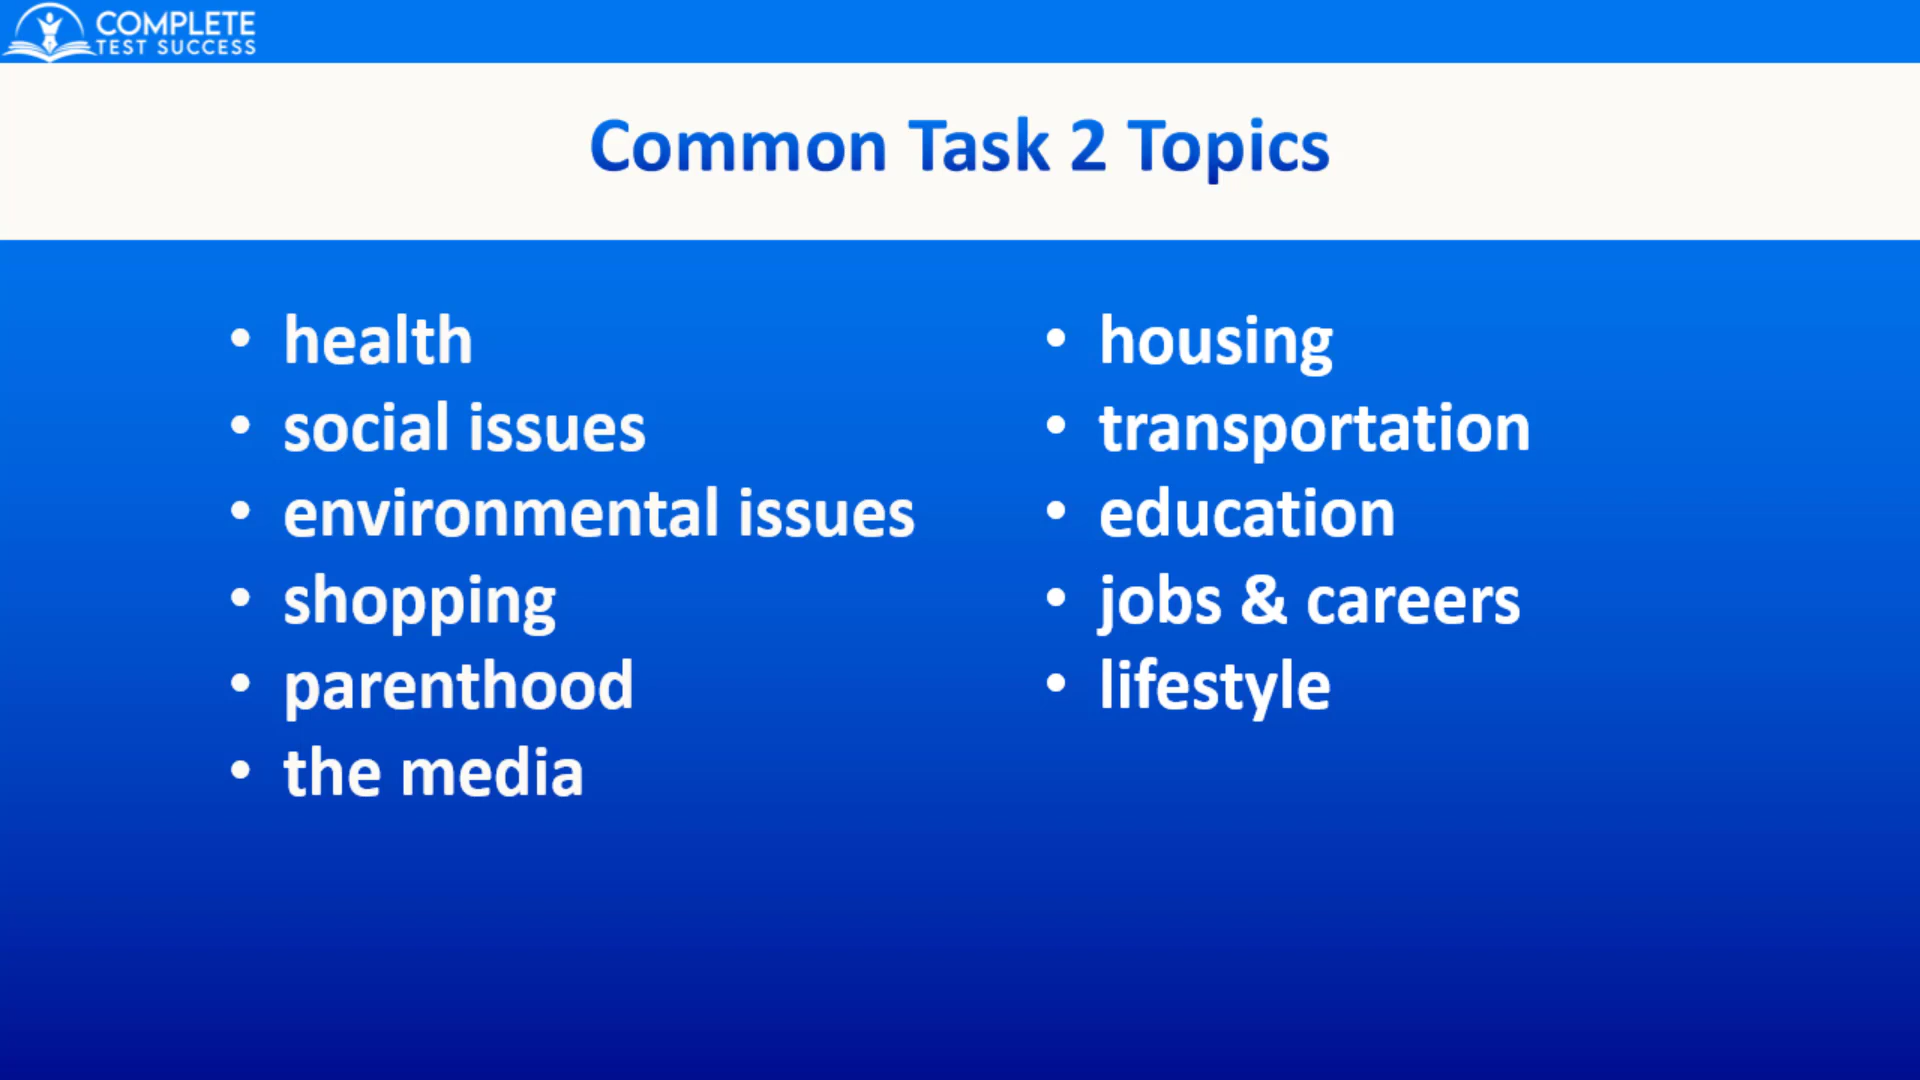 COMPLETE
TEST SUCCESS
Common Task 2 Topics
• health
• social issues
• environmental issues
• shopping
• parenthood
• the media
• housing
• transportation
• education
• jobs & careers
• lifestyle